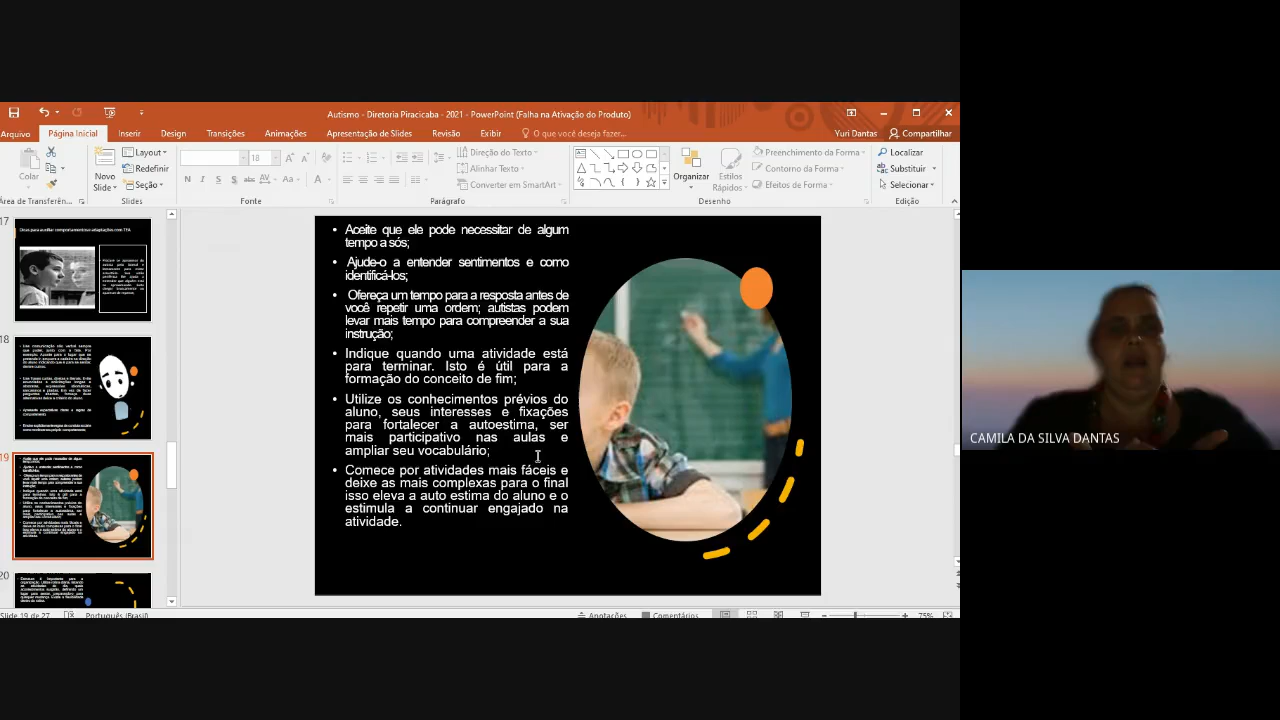 Autismo - Diretoria Piracicaba - 2021 - PowerPoint (Falha na Ativação do Produto)
Arquivo Página Inicial Inserir Design Transições Animações Apresentação de Slides Revisão Exibir O que você deseja fazer... Yuri Dantas Compartilhar
Colar
Novo Slide
Layout
Redefinir
Seção
18
Direção do Texto
Alinhar Texto
Converter em SmartArt
Organizar
Estilos Rápidos
Preenchimento da Forma
Contorno da Forma
Efeitos de Forma
Localizar
Substituir
Selecionar
Área de Transferên... Slides Fonte Parágrafo Desenho Edição
17
Dicas para auxiliar comportamentos e adaptações com TEA
18
19
20
• Aceite que ele pode necessitar de algum
tempo a sós;
• Ajude-o a entender sentimentos e como
identificá-los;
• Ofereça um tempo para a resposta antes de
você repetir uma ordem; autistas podem
levar mais tempo para compreender a sua
instrução;
• Indique quando uma atividade está
para terminar. Isto é útil para a
formação do conceito de fim;
• Utilize os conhecimentos prévios do
aluno, seus interesses e fixações
para fortalecer a autoestima, ser
mais participativo nas aulas e
ampliar seu vocabulário;
• Comece por atividades mais fáceis e
deixe as mais complexas para o final
isso eleva a auto estima do aluno e o
estimula a continuar engajado na
atividade.
CAMILA DA SILVA DANTAS
Slide 19 de 27 Português (Brasil) Anotações Comentários 75%